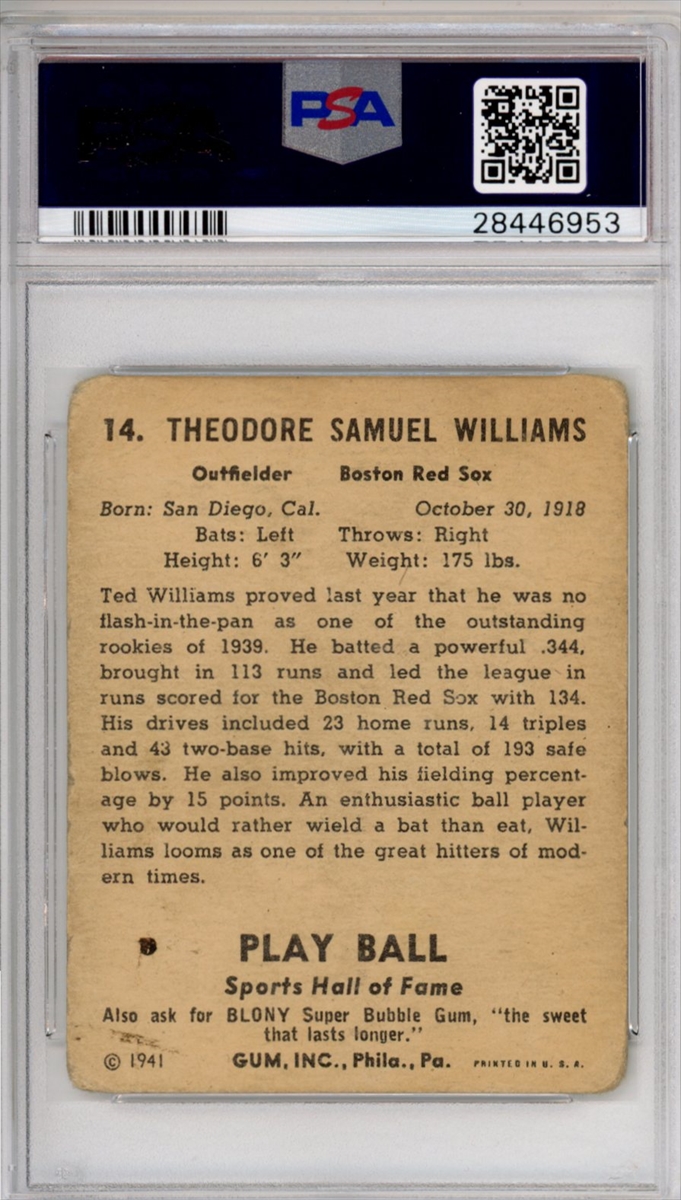 PSA
28446953
14. THEODORE SAMUEL WILLIAMS
Outfielder Boston Red Sox
Born: San Diego, Cal. October 30, 1918
Bats: Left Throws: Right
Height: 6' 3" Weight: 175 lbs.
Ted Williams proved last year that he was no
flash-in-the-pan as one of the outstanding
rookies of 1939. He batted a powerful .344,
brought in 113 runs and led the league in
runs scored for the Boston Red Sox with 134.
His drives included 23 home runs, 14 triples
and 43 two-base hits, with a total of 193 safe
blows. He also improved his fielding percent-
age by 15 points. An enthusiastic ball player
who would rather wield a bat than eat, Wil-
liams looms as one of the great hitters of mod-
ern times.
PLAY BALL
Sports Hall of Fame
Also ask for BLONY Super Bubble Gum, "the sweet
that lasts longer."
© 1941 GUM, INC., Phila., Pa. PRINTED IN U. S. A.